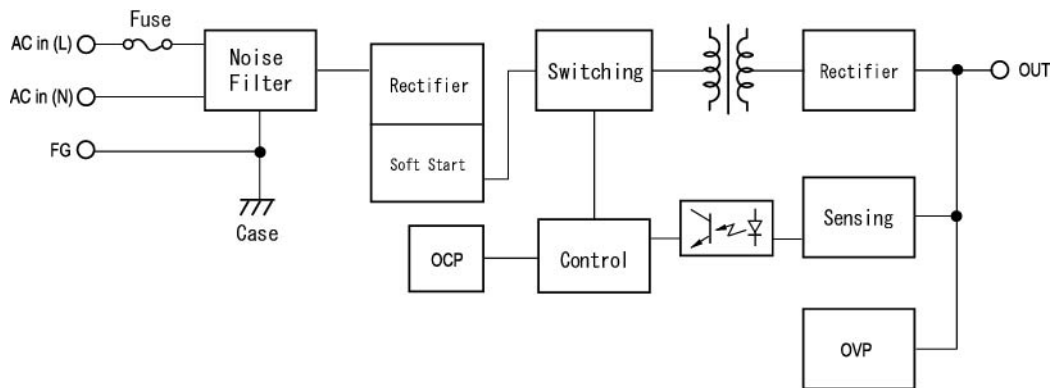 Fuse
AC in (L)
Noise
Filter
AC in (N)
FG
Case
Rectifier
Soft Start
Switching
Rectifier
OUT
OCP
Control
Sensing
OVP